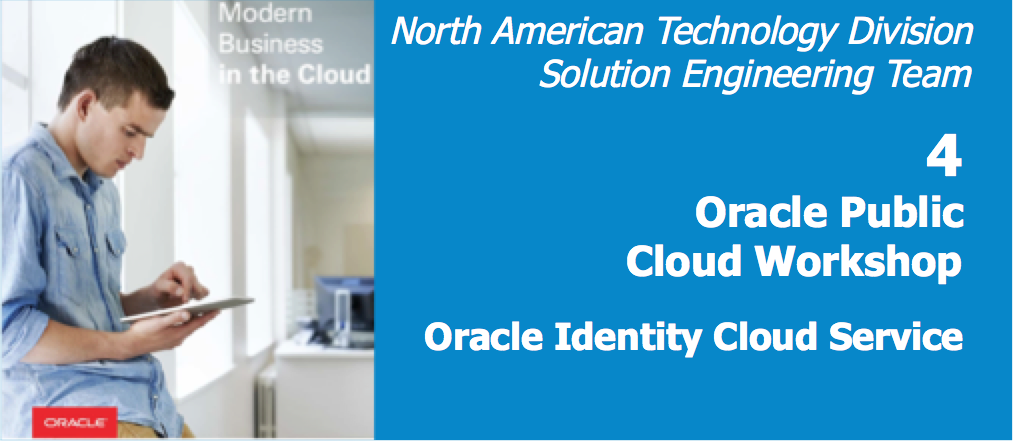 Modern
Business
in the Cloud
ORACLE
North American Technology Division
Solution Engineering Team
4
Oracle Public
Cloud Workshop
Oracle Identity Cloud Service